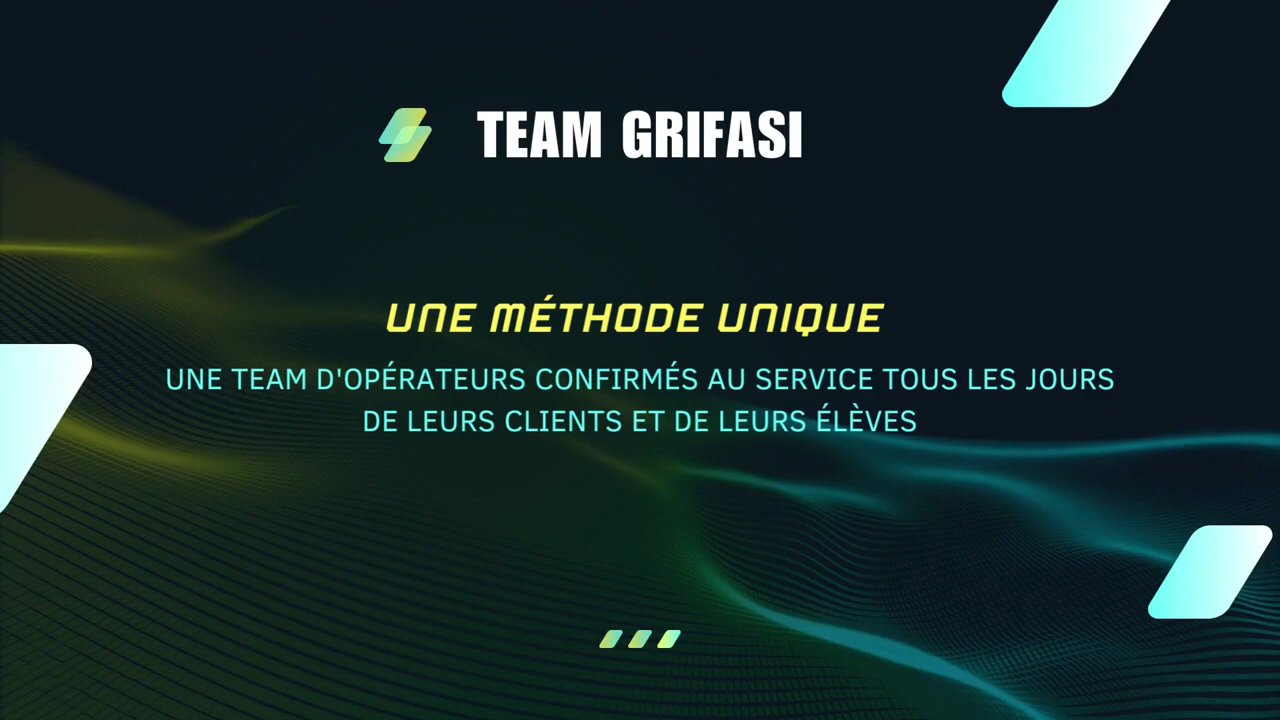 TEAM GRIFASI
UNE MÉTHODE UNIQUE
UNE TEAM D'OPÉRATEURS CONFIRMÉS AU SERVICE TOUS LES JOURS
DE LEURS CLIENTS ET DE LEURS ÉLÈVES